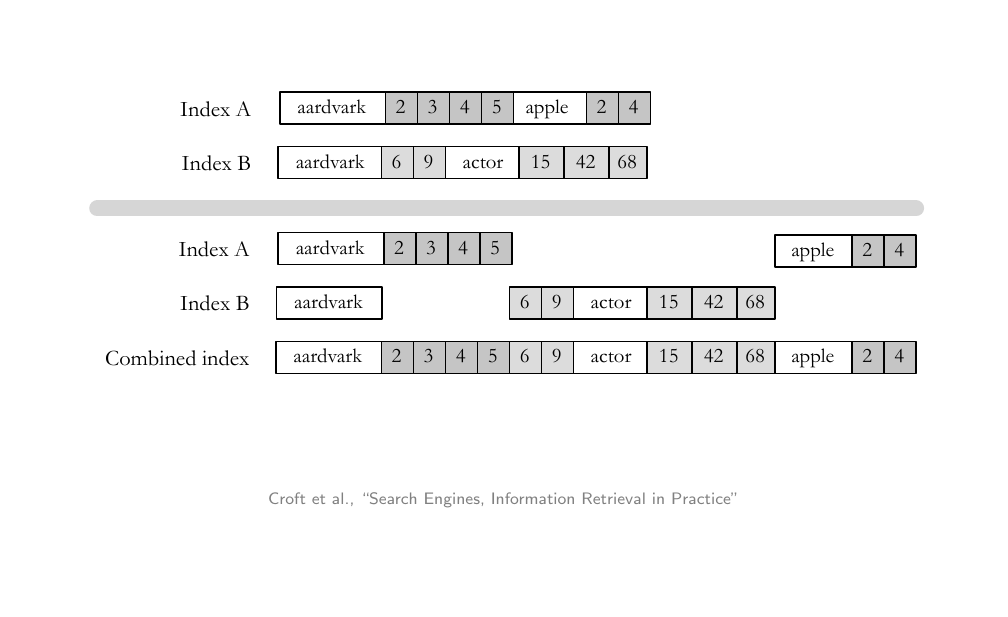 Index A aardvark 2 3 4 5 apple 2 4
Index B aardvark 6 9 actor 15 42 68
Index A aardvark 2 3 4 5 apple 2 4
Index B aardvark 6 9 actor 15 42 68
Combined index aardvark 2 3 4 5 6 9 actor 15 42 68 apple 2 4
Croft et al., “Search Engines, Information Retrieval in Practice”